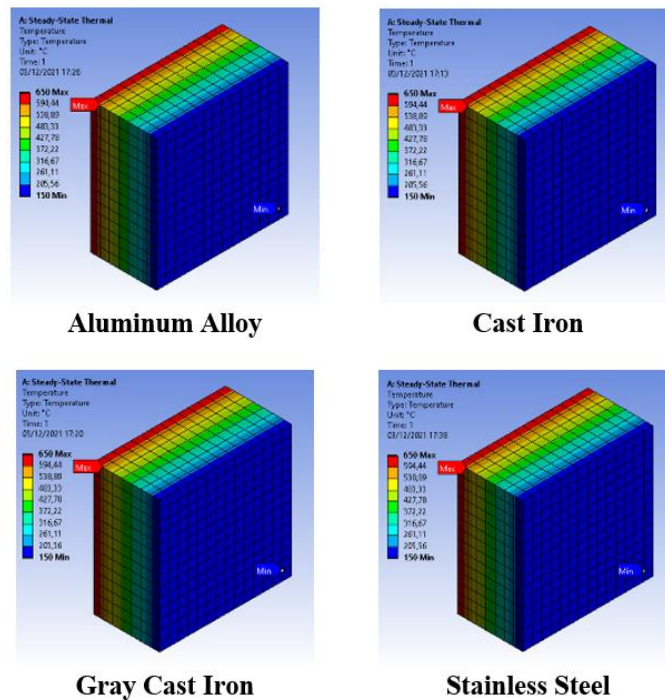 A: Steady-State Thermal
Temperature
Type: Temperature
Unit: °C
Time: 1
03/12/2021 17:26
650 Max
594,44
538,89
483,33
427,78
372,22
316,67
261,11
205,56
150 Min
Max
Min
Aluminum Alloy
A: Steady-State Thermal
Temperature
Type: Temperature
Unit: °C
Time: 1
03/12/2021 17:13
650 Max
594,44
538,89
483,33
427,78
372,22
316,67
261,11
205,56
150 Min
Max
Min
Cast Iron
A: Steady-State Thermal
Temperature
Type: Temperature
Unit: °C
Time: 1
03/12/2021 17:20
650 Max
594,44
538,89
483,33
427,78
372,22
316,67
261,11
205,56
150 Min
Max
Min
Gray Cast Iron
A: Steady-State Thermal
Temperature
Type: Temperature
Unit: °C
Time: 1
03/12/2021 17:38
650 Max
594,44
538,89
483,33
427,78
372,22
316,67
261,11
205,56
150 Min
Max
Min
Stainless Steel